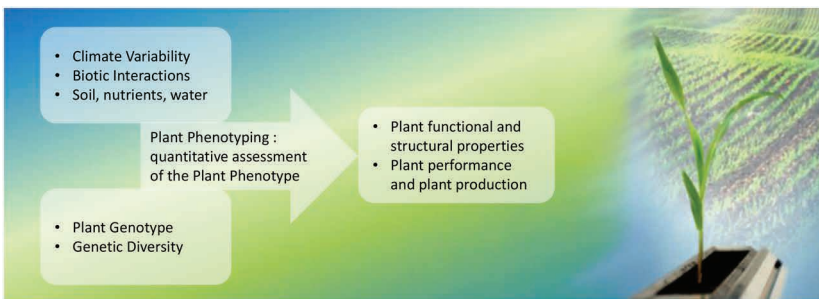 • Climate Variability
• Biotic Interactions
• Soil, nutrients, water
Plant Phenotyping :
quantitative assessment
of the Plant Phenotype
• Plant Genotype
• Genetic Diversity
• Plant functional and
structural properties
• Plant performance
and plant production